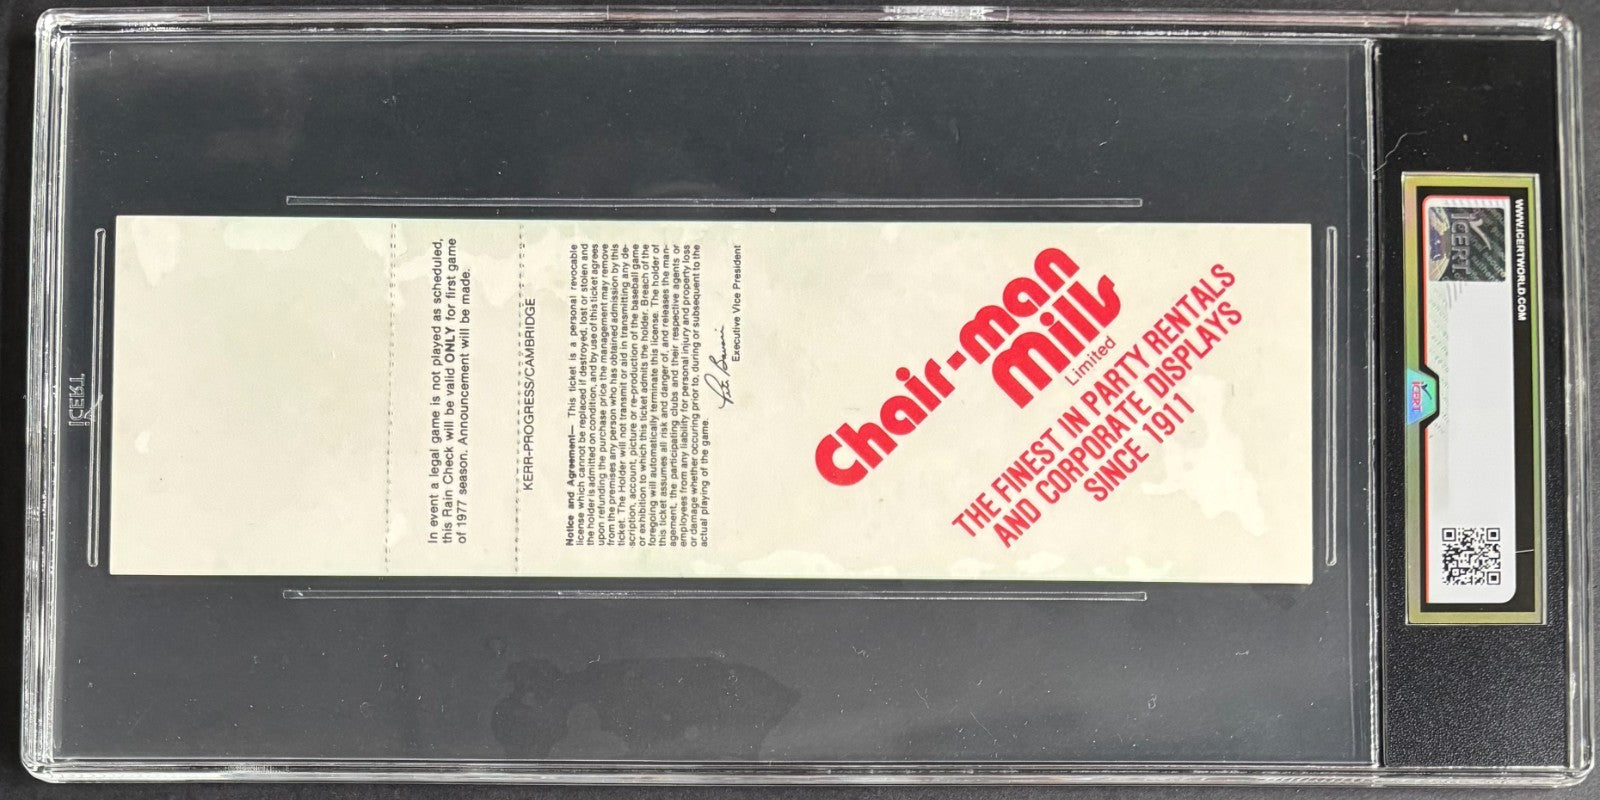 In event a legal game is not played as scheduled,
this Rain Check will be valid ONLY for first game
of 1977 season. Announcement will be made.
KERR-PROGRESS/CAMBRIDGE
Notice and Agreement— This ticket is a personal revocable
license which cannot be replaced if destroyed, lost or stolen and
the holder is admitted on condition, and by use of this ticket agrees
upon refunding the purchase price the management may remove
from the premises any person who has obtained admission by this
ticket. The Holder will not transmit or aid in transmitting any de-
scription, account, picture or re-production of the baseball game
or exhibition to which this ticket admits the holder. Breach of the
foregoing will automatically terminate this license. The holder of
this ticket assumes all risk and danger of, and releases the man-
agement, the participating clubs and their respective agents or
employees from any liability for personal injury and property loss
or damage whether occuring prior to, during or subsequent to the
actual playing of the game.
Executive Vice President
Chair-man
Mills
Limited
THE FINEST IN PARTY RENTALS
AND CORPORATE DISPLAYS
SINCE 1911
ICERT
WWW.ICERTWORLD.COM
ICERT
ICERT